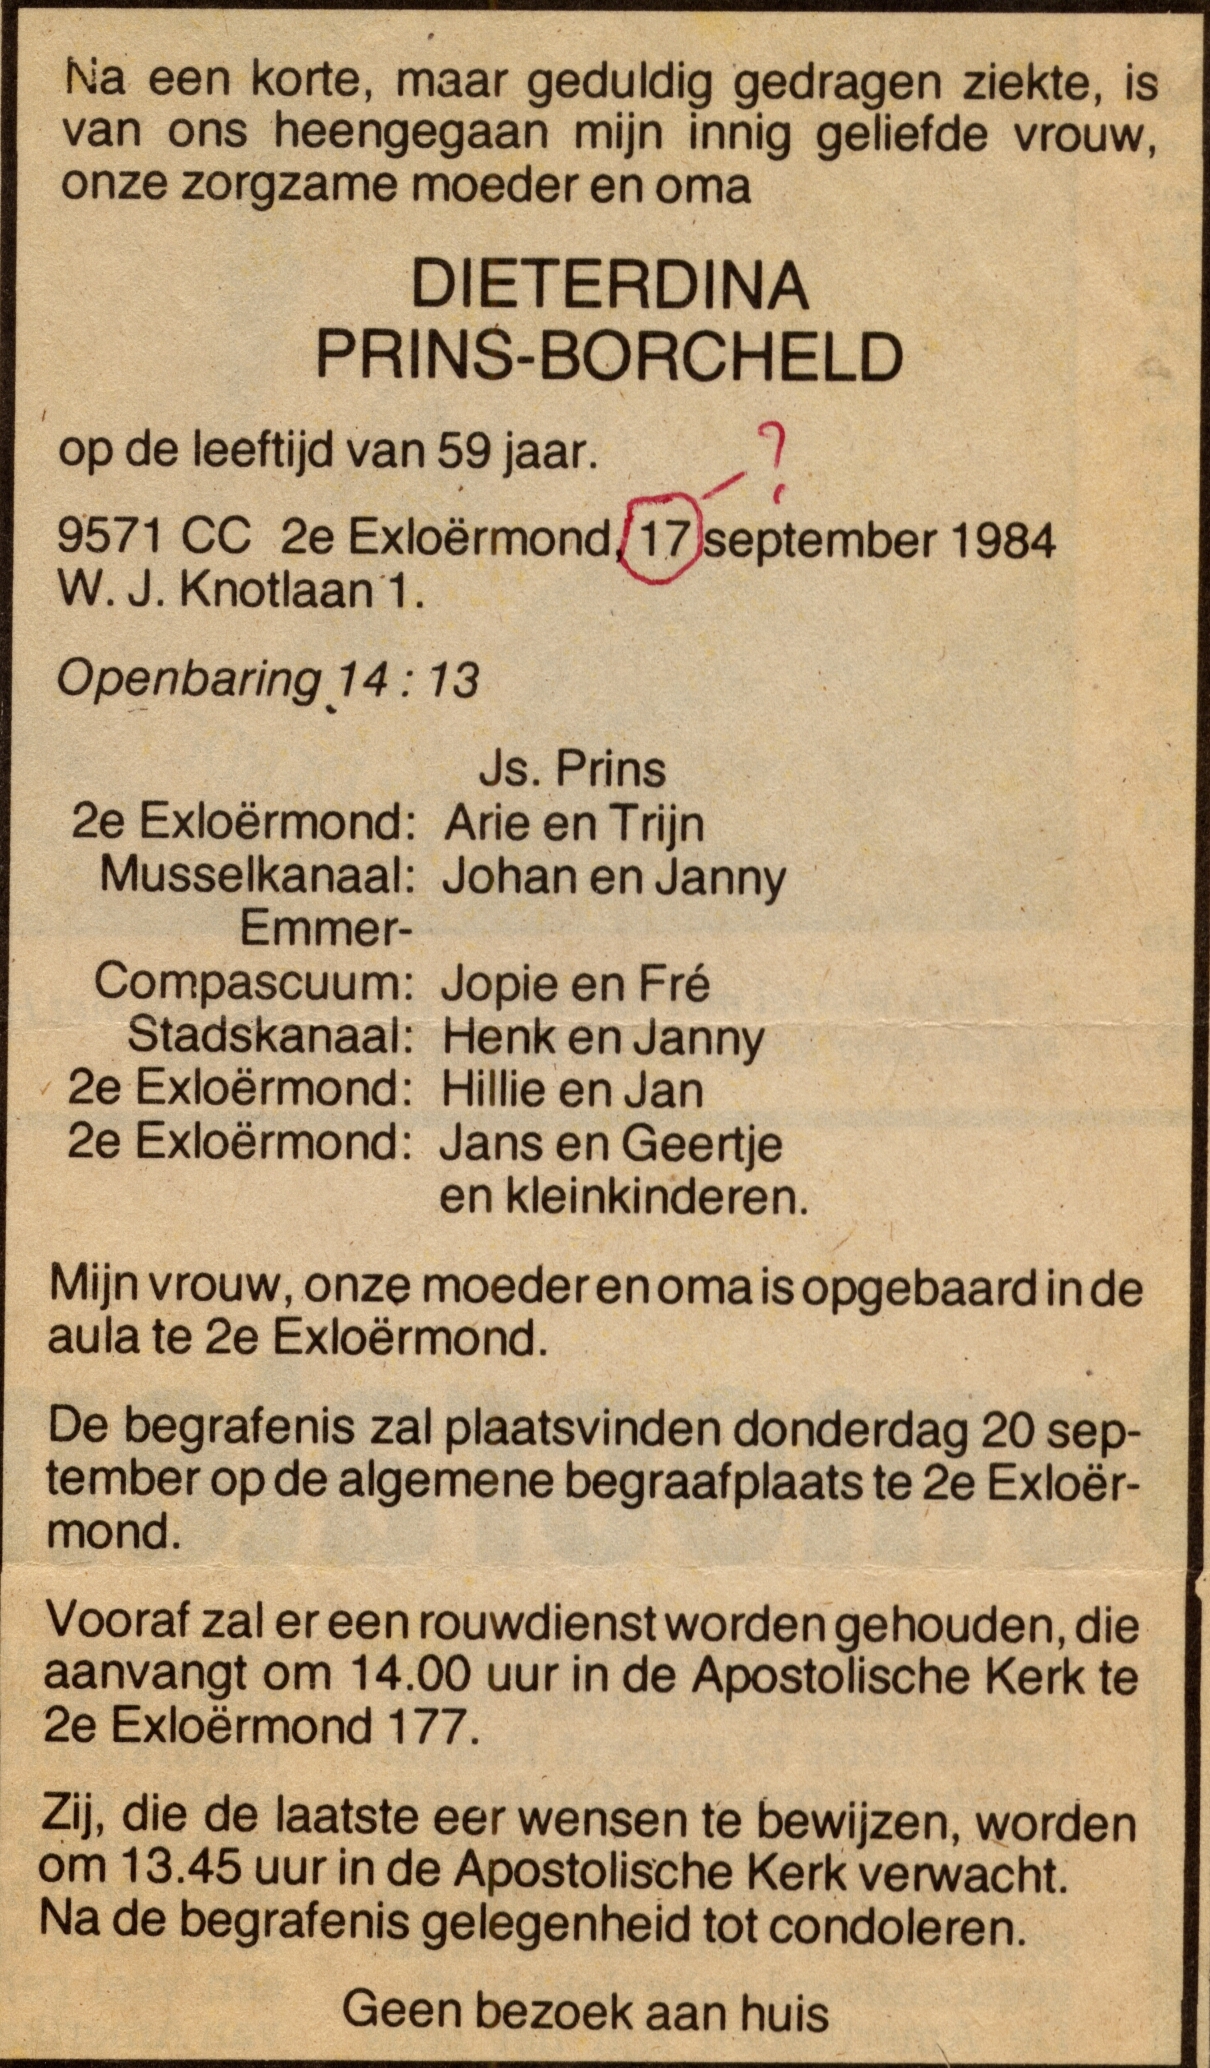 Na een korte, maar geduldig gedragen ziekte, is
van ons heengegaan mijn innig geliefde vrouw,
onze zorgzame moeder en oma
DIETERDINA
PRINS-BORCHELD
op de leeftijd van 59 jaar.
?
9571 CC 2e Exloërmond, 17 september 1984
W. J. Knotlaan 1.
Openbaring 14 : 13
Js. Prins
2e Exloërmond: Arie en Trijn
Musselkanaal: Johan en Janny
Emmer-
Compascuum: Jopie en Fré
Stadskanaal: Henk en Janny
2e Exloërmond: Hillie en Jan
2e Exloërmond: Jans en Geertje
en kleinkinderen.
Mijn vrouw, onze moeder en oma is opgebaard in de
aula te 2e Exloërmond.
De begrafenis zal plaatsvinden donderdag 20 sep-
tember op de algemene begraafplaats te 2e Exloër-
mond.
Vooraf zal er een rouwdienst worden gehouden, die
aanvangt om 14.00 uur in de Apostolische Kerk te
2e Exloërmond 177.
Zij, die de laatste eer wensen te bewijzen, worden
om 13.45 uur in de Apostolische Kerk verwacht.
Na de begrafenis gelegenheid tot condoleren.
Geen bezoek aan huis